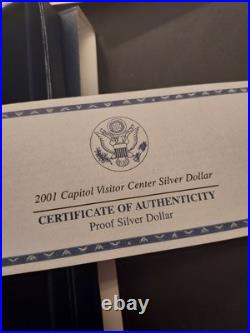 2001 Capitol Visitor Center Silver Dollar
CERTIFICATE OF AUTHENTICITY
Proof Silver Dollar